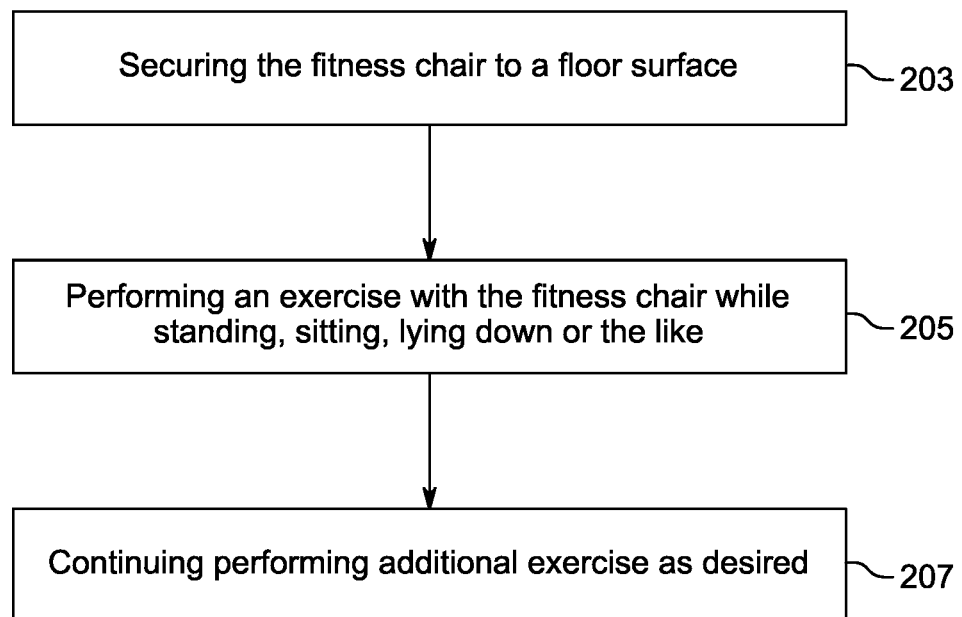 Securing the fitness chair to a floor surface
203
Performing an exercise with the fitness chair while
standing, sitting, lying down or the like
205
Continuing performing additional exercise as desired
207